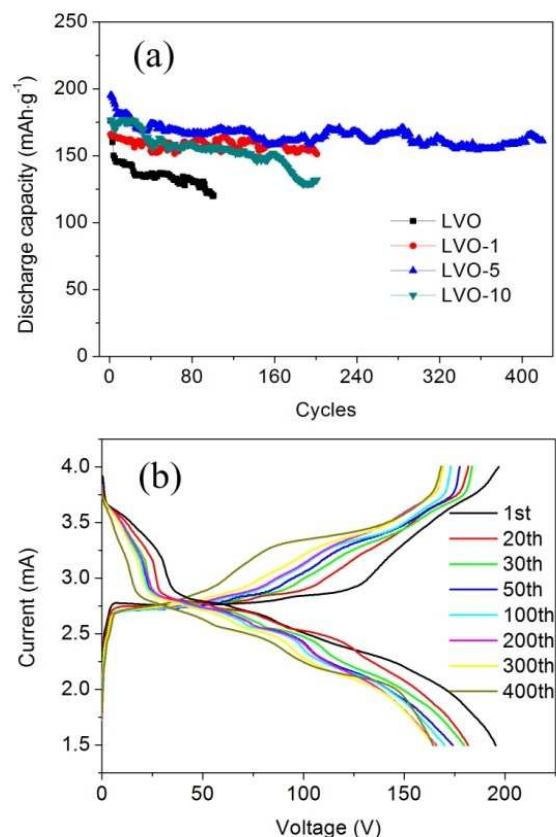 (a)
Discharge capacity (mAh·g⁻¹)
250
200
150
100
50
0
LVO
LVO-1
LVO-5
LVO-10
0 80 160 240 320 400
Cycles
(b)
Current (mA)
4.0
3.5
3.0
2.5
2.0
1.5
1st
20th
30th
50th
100th
200th
300th
400th
0 50 100 150 200
Voltage (V)